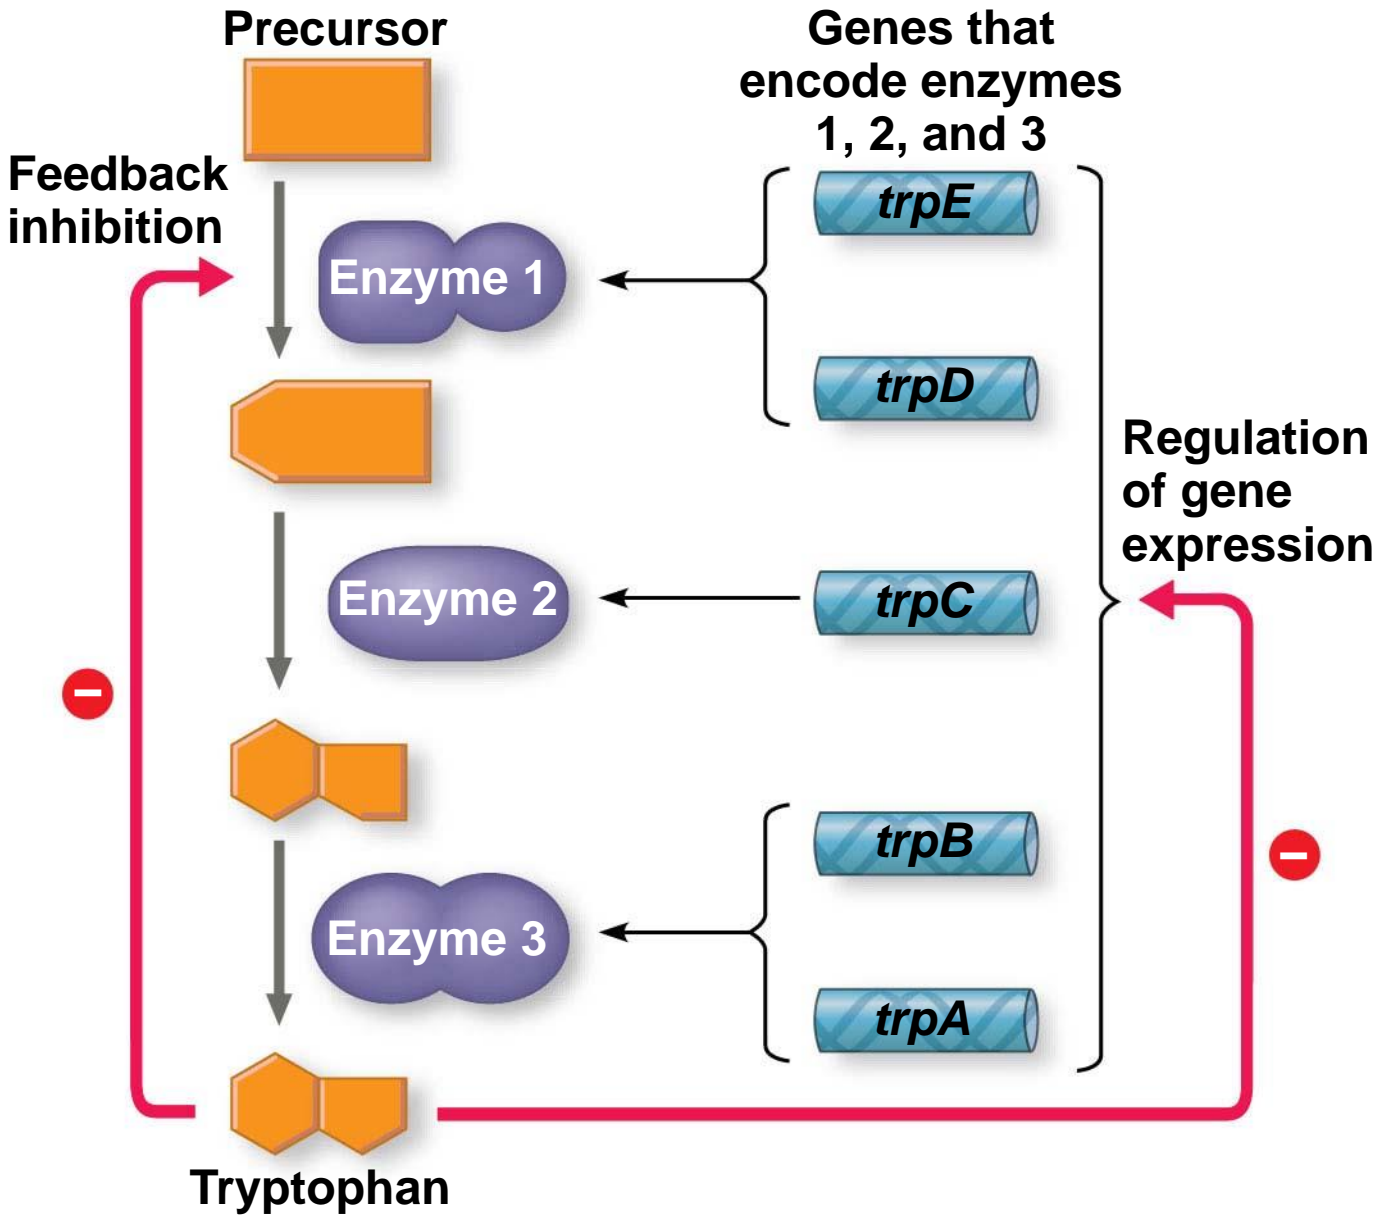 Precursor
Genes that
encode enzymes
1, 2, and 3
Feedback
inhibition
trpE
Enzyme 1
trpD
Regulation
of gene
expression
Enzyme 2
trpC
trpB
Enzyme 3
trpA
Tryptophan